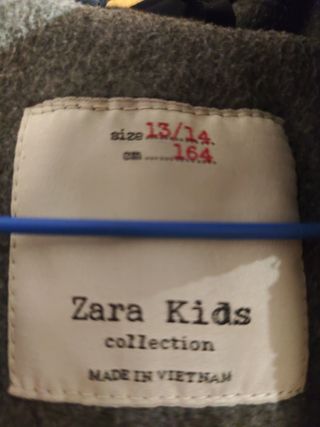 size 13/14
cm ...... 164
Zara Kids
collection
MADE IN VIETNAM